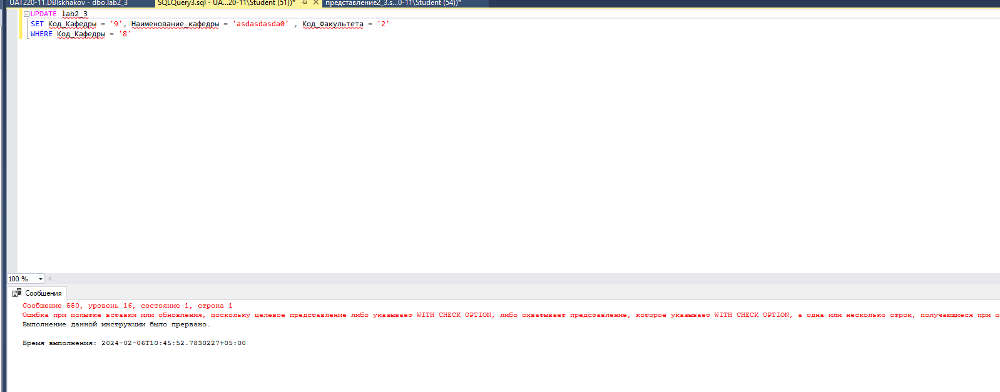 UAT220-11.DBIskhakov - dbo.lab2_3 SQLQuery3.sql - UA...20-11\Student (51))* представление2_3.s...0-11\Student (54))*
UPDATE lab2_3
SET Код_Кафедры = '9', Наименование_кафедры = 'asdasdasda0' , Код_Факультета = '2'
WHERE Код_Кафедры = '8'
100 %
Сообщения
Сообщение 550, уровень 16, состояние 1, строка 1
Ошибка при попытке вставки или обновления, поскольку целевое представление либо указывает WITH CHECK OPTION, либо охватывает представление, которое указывает WITH CHECK OPTION, а одна или несколько строк, получающиеся при о
Выполнение данной инструкции было прервано.
Время выполнения: 2024-02-06T10:45:52.7830227+05:00